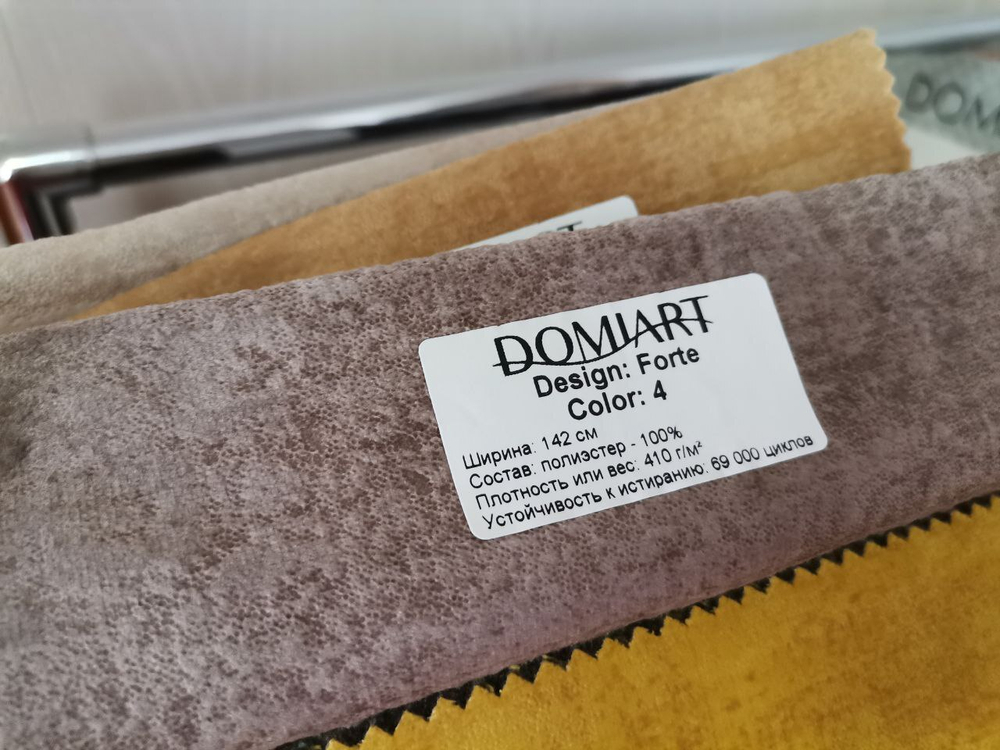 DOMIART
Design: Forte
Color: 4
Ширина: 142 см
Состав: полиэстер - 100%
Плотность или вес: 410 г/м²
Устойчивость к истиранию: 69 000 циклов
DOM